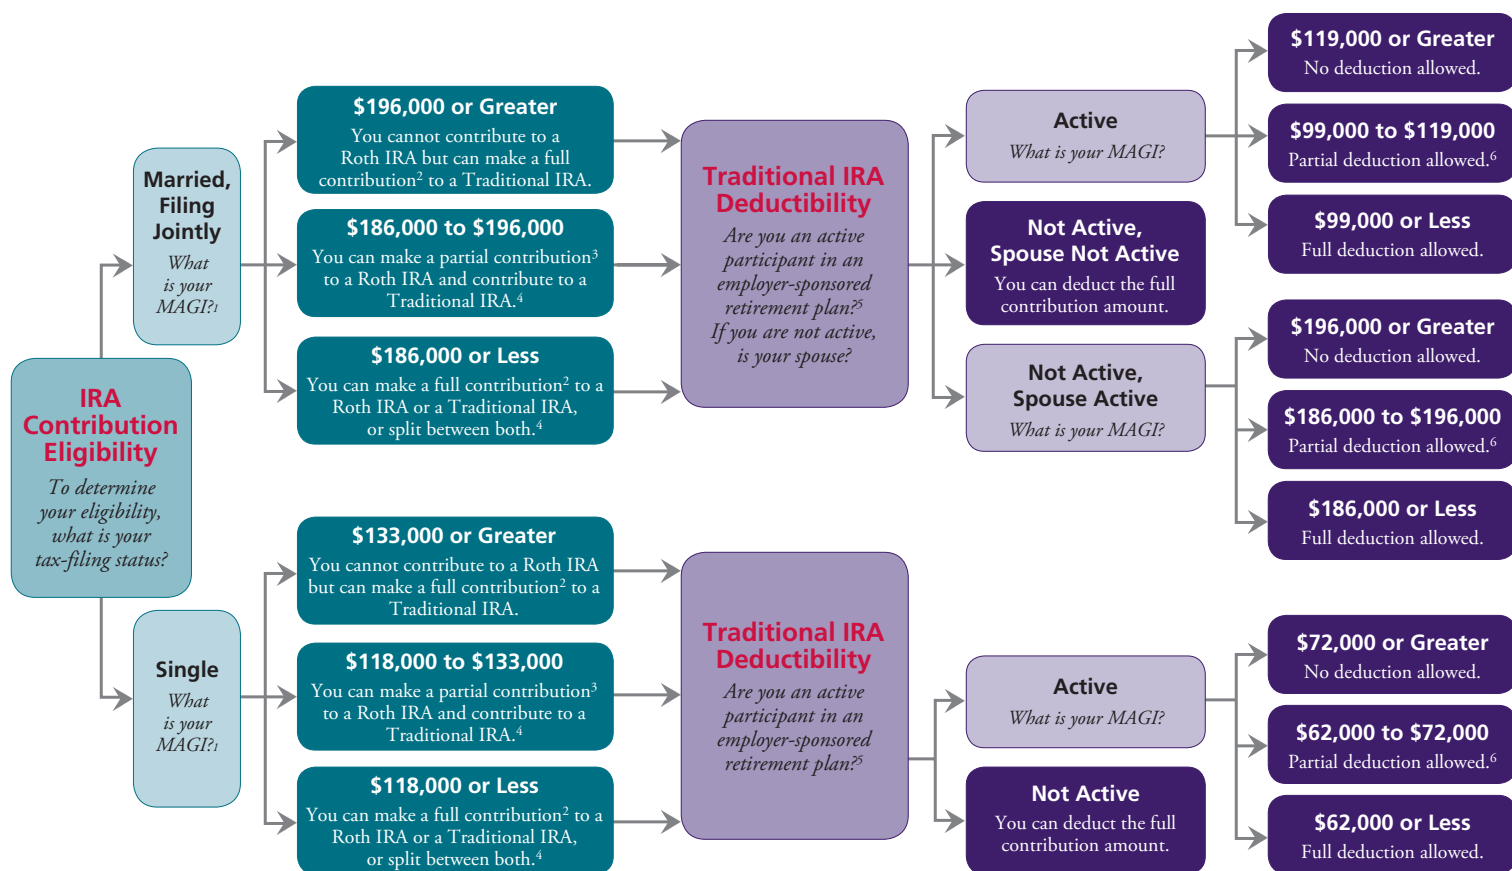 IRA
Contribution
Eligibility
To determine
your eligibility,
what is your
tax-filing status?
Married,
Filing
Jointly
What
is your
MAGI?1
$196,000 or Greater
You cannot contribute to a
Roth IRA but can make a full
contribution2 to a Traditional IRA.
$186,000 to $196,000
You can make a partial contribution3
to a Roth IRA and contribute to a
Traditional IRA.4
$186,000 or Less
You can make a full contribution2 to a
Roth IRA or a Traditional IRA,
or split between both.4
Traditional IRA
Deductibility
Are you an active
participant in an
employer-sponsored
retirement plan?5
If you are not active,
is your spouse?
Active
What is your MAGI?
$119,000 or Greater
No deduction allowed.
$99,000 to $119,000
Partial deduction allowed.6
$99,000 or Less
Full deduction allowed.
Not Active,
Spouse Not Active
You can deduct the full
contribution amount.
Not Active,
Spouse Active
What is your MAGI?
$196,000 or Greater
No deduction allowed.
$186,000 to $196,000
Partial deduction allowed.6
$186,000 or Less
Full deduction allowed.
Single
What
is your
MAGI?1
$133,000 or Greater
You cannot contribute to a Roth IRA
but can make a full contribution2 to a
Traditional IRA.
$118,000 to $133,000
You can make a partial contribution3
to a Roth IRA and contribute to a
Traditional IRA.4
$118,000 or Less
You can make a full contribution2 to a
Roth IRA or a Traditional IRA,
or split between both.4
Traditional IRA
Deductibility
Are you an active
participant in an
employer-sponsored
retirement plan?5
Active
What is your MAGI?
$72,000 or Greater
No deduction allowed.
$62,000 to $72,000
Partial deduction allowed.6
$62,000 or Less
Full deduction allowed.
Not Active
You can deduct the full
contribution amount.